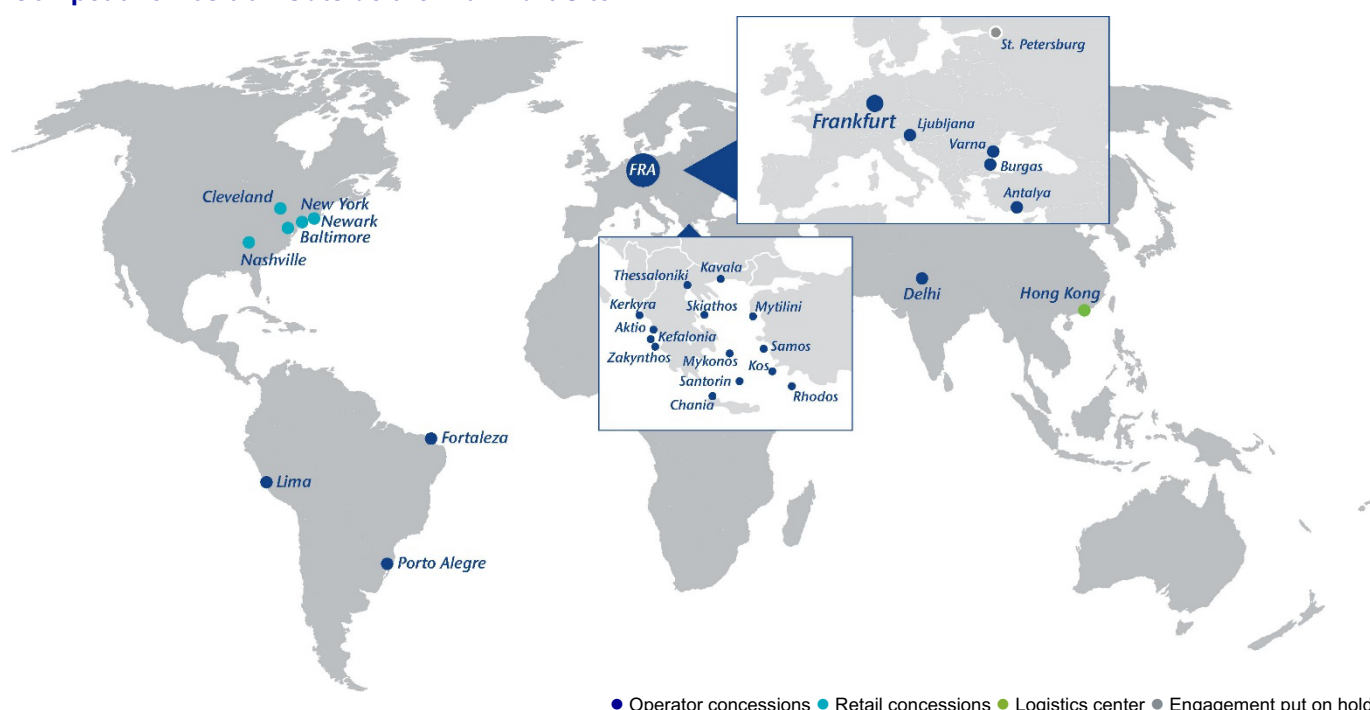 St. Petersburg
Frankfurt
Ljubljana
Varna
Burgas
Antalya
FRA
Cleveland
New York
Newark
Baltimore
Nashville
Thessaloniki
Kavala
Kerkyra
Skiathos
Mytilini
Aktio
Kefalonia
Zakynthos
Mykonos
Samos
Kos
Santorin
Rhodos
Chania
Delhi
Hong Kong
Fortaleza
Lima
Porto Alegre
● Operator concessions ● Retail concessions ● Logistics center ● Engagement put on hold